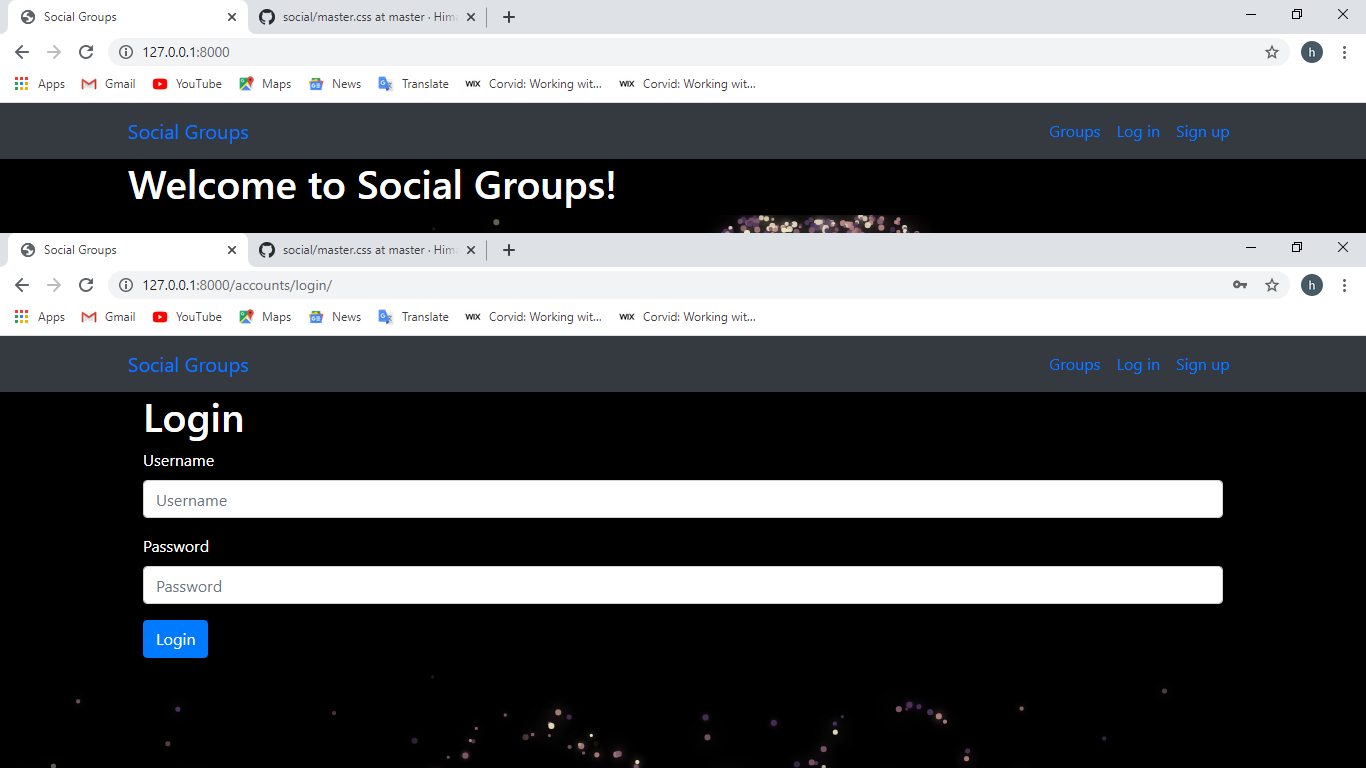 Social Groups
social/master.css at master · Him
127.0.0.1:8000
h
Apps Gmail YouTube Maps News Translate WIX Corvid: Working wit... WIX Corvid: Working wit...
Social Groups Groups Log in Sign up
Welcome to Social Groups!
Social Groups
social/master.css at master · Him
127.0.0.1:8000/accounts/login/
h
Apps Gmail YouTube Maps News Translate WIX Corvid: Working wit... WIX Corvid: Working wit...
Social Groups Groups Log in Sign up
Login
Username
Username
Password
Password
Login